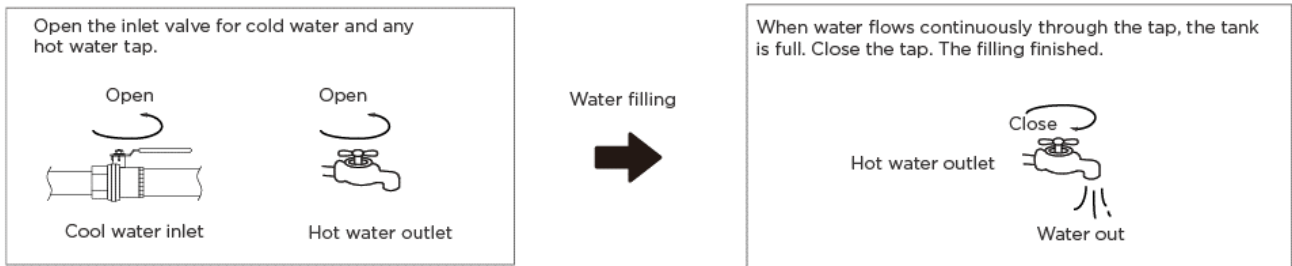 Open the inlet valve for cold water and any
hot water tap.
Open
Open
Cool water inlet
Hot water outlet
Water filling
When water flows continuously through the tap, the tank
is full. Close the tap. The filling finished.
Close
Hot water outlet
Water out